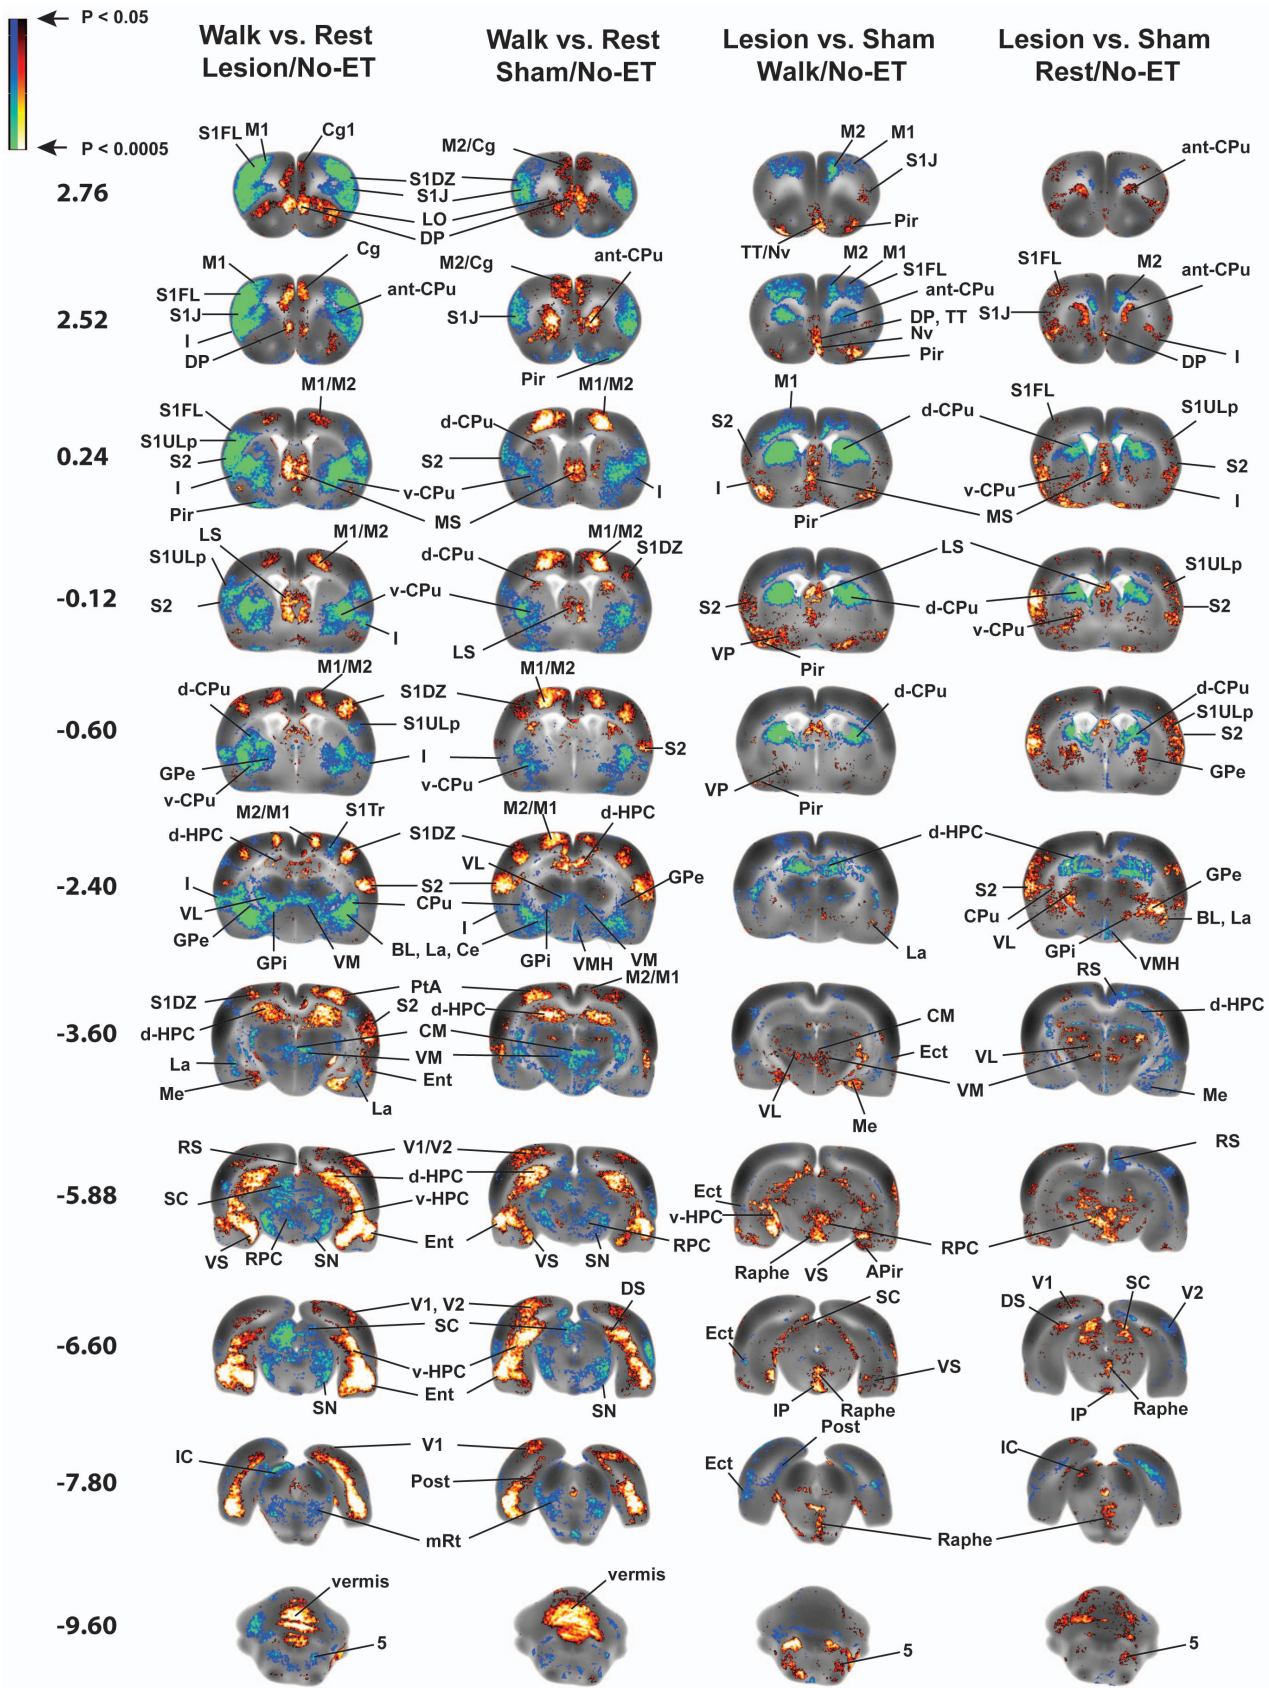 P < 0.05
P < 0.0005
Walk vs. Rest
Lesion/No-ET
Walk vs. Rest
Sham/No-ET
Lesion vs. Sham
Walk/No-ET
Lesion vs. Sham
Rest/No-ET
2.76
S1FL M1 Cg1
M2/Cg
S1DZ
S1J
LO
DP
M2 M1
S1J
Pir
TT/Nv
ant-CPu
2.52
M1 Cg
S1FL
S1J
I
DP
ant-CPu
M2/Cg
ant-CPu
S1J
Pir
M2 M1
S1FL
ant-CPu
DP, TT
Nv
Pir
S1FL M2
ant-CPu
S1J
DP
I
0.24
M1/M2
S1FL
S1ULp
S2
I
Pir
M1/M2
d-CPu
S2
v-CPu
I
MS
M1
S2
d-CPu
I
Pir
S1FL
S1ULp
S2
v-CPu
I
MS
-0.12
LS
M1/M2
S1ULp
S2
v-CPu
I
d-CPu
M1/M2
S1DZ
LS
LS
S2
d-CPu
VP
Pir
S1ULp
S2
v-CPu
-0.60
M1/M2
d-CPu
S1DZ
S1ULp
I
GPe
v-CPu
M1/M2
S2
v-CPu
d-CPu
VP
Pir
d-CPu
S1ULp
S2
GPe
-2.40
M2/M1
S1Tr
d-HPC
S1DZ
I
S2
VL
CPu
GPe
GPi
VM
BL, La, Ce
M2/M1
d-HPC
VL
GPe
I
GPi
VMH
VM
d-HPC
La
S2
GPe
CPu
VL
BL, La
GPi
VMH
-3.60
S1DZ
PtA
S2
d-HPC
CM
La
VM
Me
Ent
La
M2/M1
d-HPC
CM
Ect
VL
VM
Me
RS
d-HPC
VL
Me
-5.88
RS
V1/V2
d-HPC
SC
v-HPC
Ent
VS
RPC
SN
VS
SN
RPC
Ect
v-HPC
Raphe
VS
APir
RPC
RS
-6.60
V1, V2
SC
v-HPC
Ent
SN
DS
SN
SC
Ect
VS
IP
Raphe
V1
SC
V2
DS
IP
Raphe
-7.80
IC
V1
Post
mRt
Post
Ect
Raphe
IC
-9.60
vermis
5
vermis
5
5